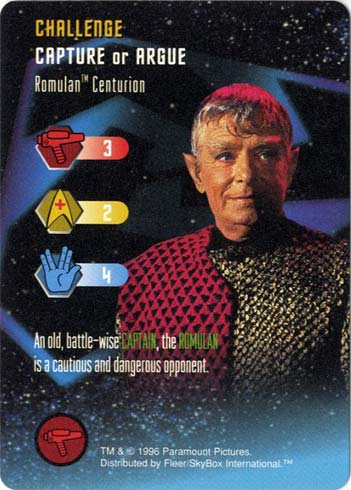 CHALLENGE
CAPTURE or ARGUE
Romulan™ Centurion
3
2
4
An old, battle-wise CAPTAIN, the ROMULAN
is a cautious and dangerous opponent.
TM & © 1996 Paramount Pictures.
Distributed by Fleer/SkyBox International.™